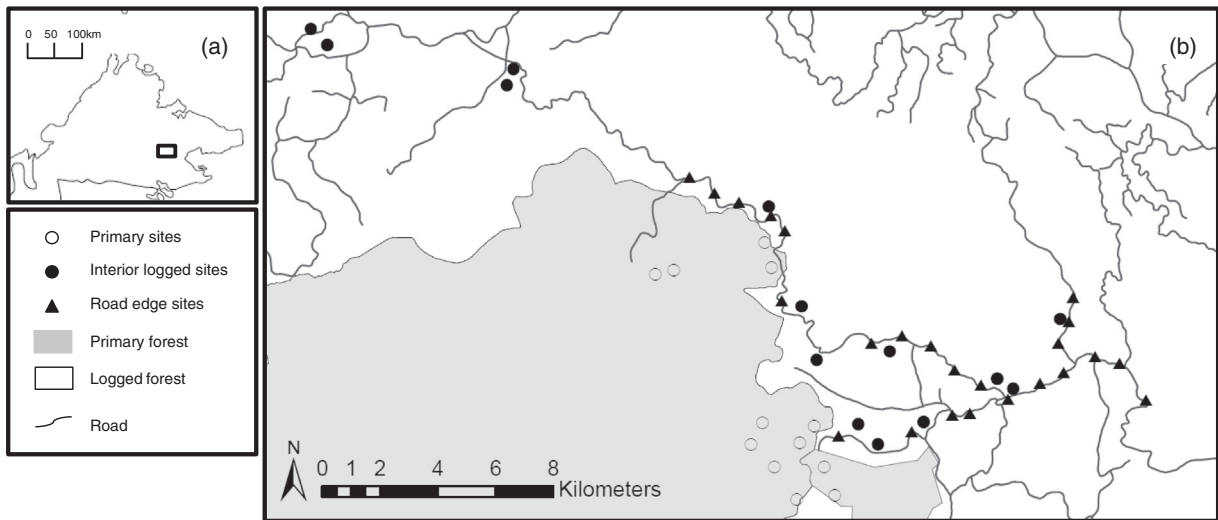 0 50 100km
(a)
Primary sites
Interior logged sites
Road edge sites
Primary forest
Logged forest
Road
(b)
N
0 1 2 4 6 8
Kilometers